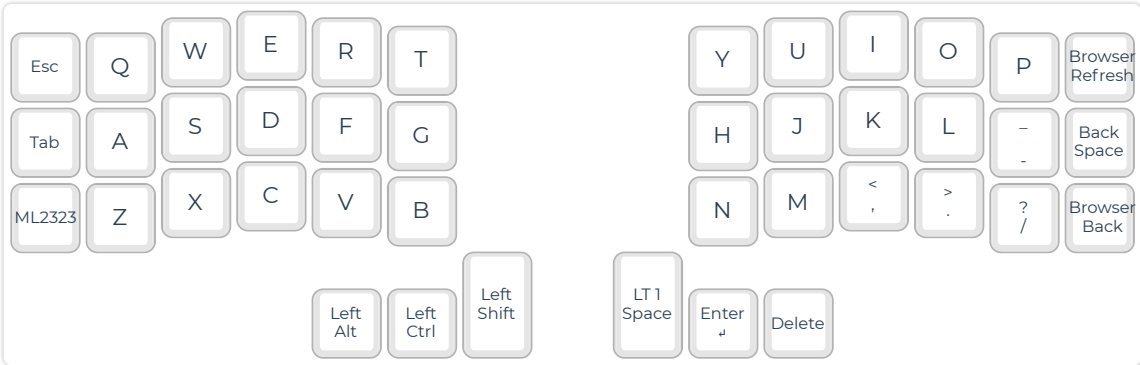 Esc Q W E R T Y U I O P Browser
Refresh
Tab A S D F G H J K L _
-
Back
Space
ML2323 Z X C V B N M <
,
>
.
?
/
Browser
Back
Left
Alt
Left
Ctrl
Left
Shift
LT 1
Space
Enter
↵
Delete